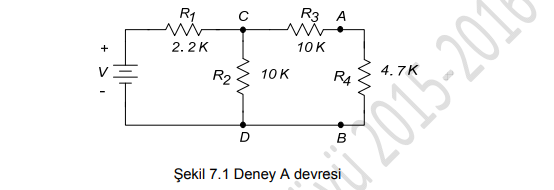 R1 C R3 A
2.2K 10K
+
V R2 10K R4 4.7K
-
D B
Şekil 7.1 Deney A devresi
2015-2016